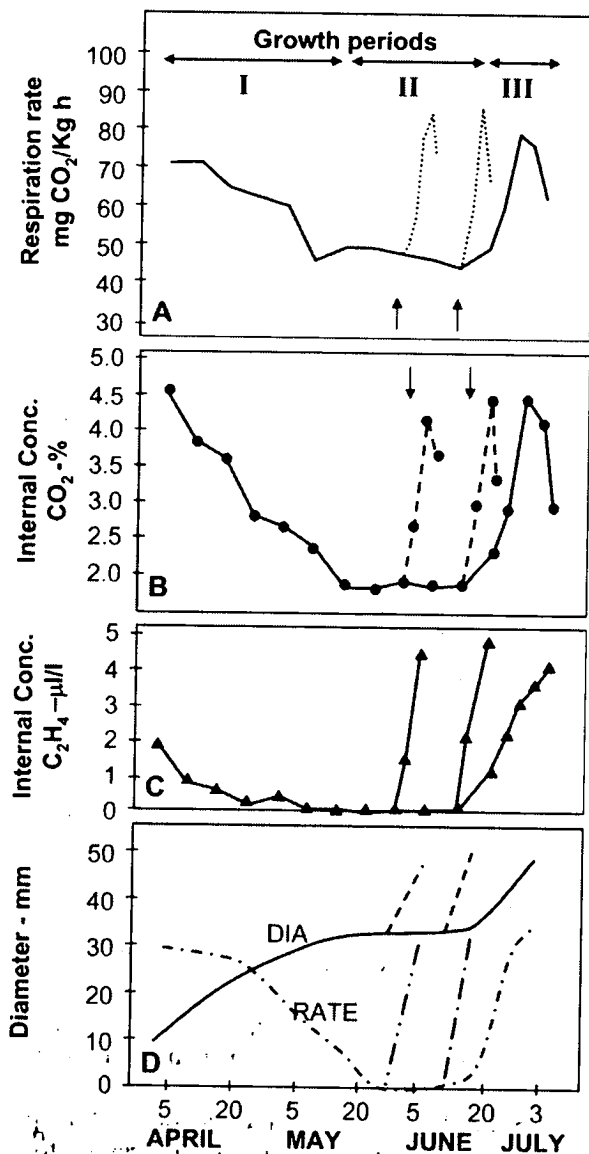 Growth periods
I II III
Respiration rate
mg CO₂/Kg h
100
90
80
70
60
50
40
30
A
Internal Conc.
CO₂-%
5.0
4.5
4.0
3.0
2.5
2.0
B
Internal Conc.
C₂H₄–µl/l
5
4
2
1
0
C
Diameter - mm
50
40
30
20
10
0
DIA
RATE
D
5 20 5 20 5 20 3
APRIL MAY JUNE JULY